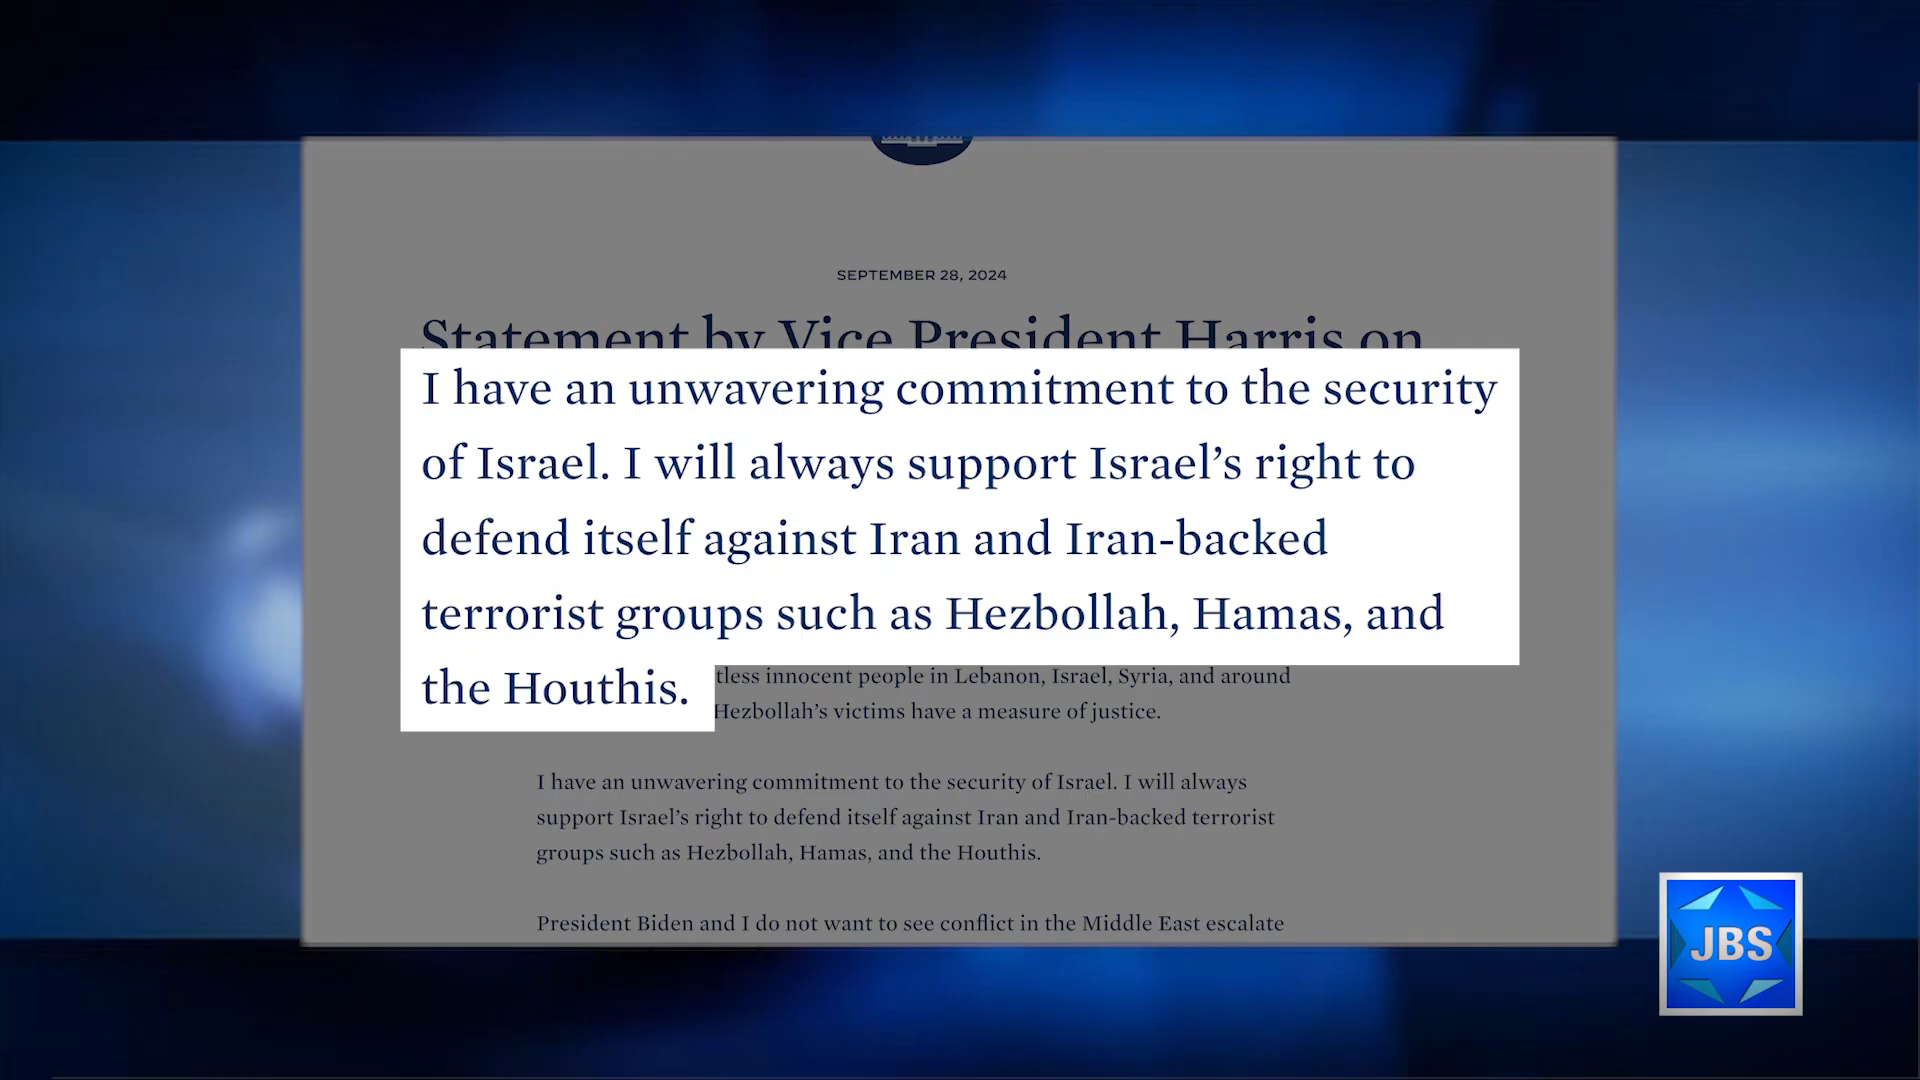 SEPTEMBER 28, 2024
Statement by Vice President Harris on
I have an unwavering commitment to the security
of Israel. I will always support Israel’s right to
defend itself against Iran and Iran-backed
terrorist groups such as Hezbollah, Hamas, and
the Houthis.
innocent people in Lebanon, Israel, Syria, and around
Hezbollah’s victims have a measure of justice.
I have an unwavering commitment to the security of Israel. I will always
support Israel’s right to defend itself against Iran and Iran-backed terrorist
groups such as Hezbollah, Hamas, and the Houthis.
President Biden and I do not want to see conflict in the Middle East escalate
JBS